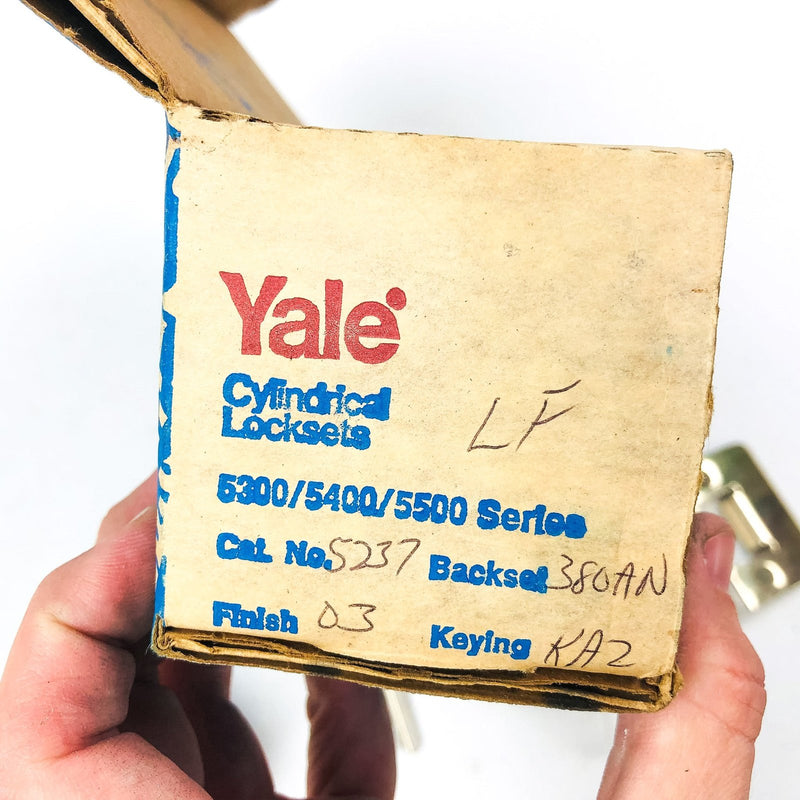 Yale
Cylindrical
Locksets
LF
5300/5400/5500 Series
Cat. No. 5237 Backset 380AN
Finish 03 Keying KA2